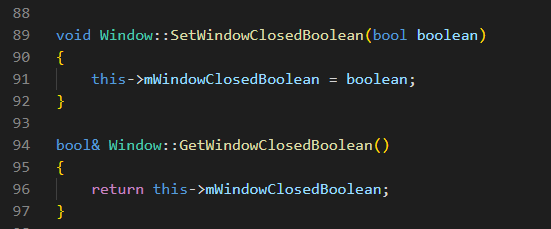 88
89 void Window::SetWindowClosedBoolean(bool boolean)
90 {
91     this->mWindowClosedBoolean = boolean;
92 }
93
94 bool& Window::GetWindowClosedBoolean()
95 {
96     return this->mWindowClosedBoolean;
97 }